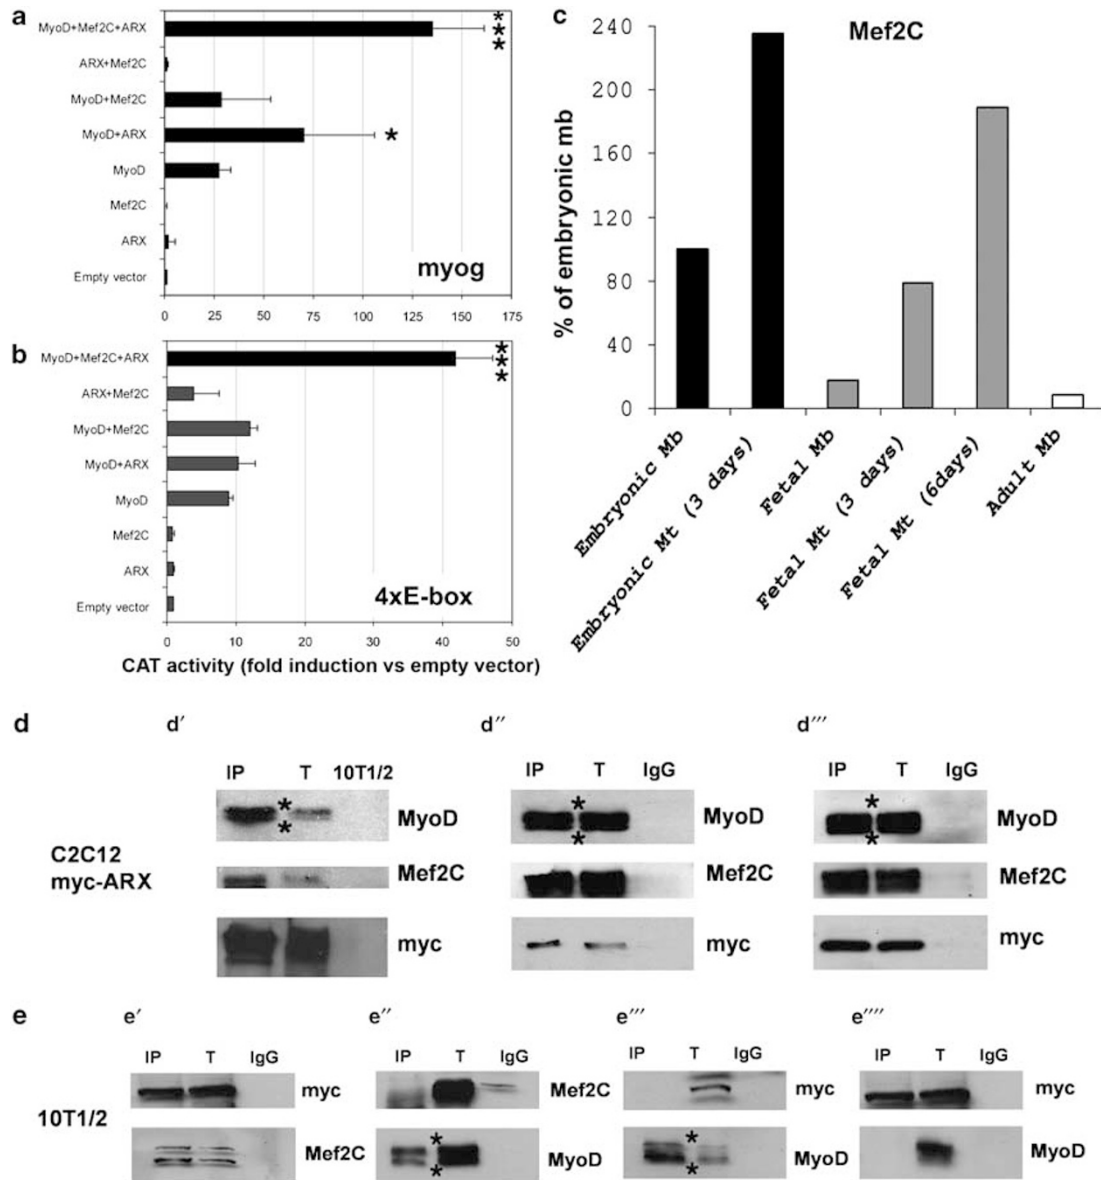 a
MyoD+Mef2C+ARX
***
ARX+Mef2C
MyoD+Mef2C
MyoD+ARX
*
MyoD
Mef2C
ARX
Empty vector
myog
0 25 50 75 100 125 150 175
b
MyoD+Mef2C+ARX
***
ARX+Mef2C
MyoD+Mef2C
MyoD+ARX
MyoD
Mef2C
ARX
Empty vector
4xE-box
0 10 20 30 40 50
CAT activity (fold induction vs empty vector)
c
Mef2C
% of embryonic mb
240
200
160
120
80
40
0
Embryonic Mb
Embryonic Mt (3 days)
Fetal Mb
Fetal Mt (3 days)
Fetal Mt (6days)
Adult Mb
d
C2C12
myc-ARX
d′
IP T 10T1/2
*
*
MyoD
Mef2C
myc
d″
IP T IgG
*
*
MyoD
Mef2C
myc
d‴
IP T IgG
*
*
MyoD
Mef2C
myc
e
10T1/2
e′
IP T IgG
myc
Mef2C
e″
IP T IgG
Mef2C
*
*
MyoD
e‴
IP T IgG
myc
*
*
MyoD
e′′′′
IP T IgG
myc
MyoD